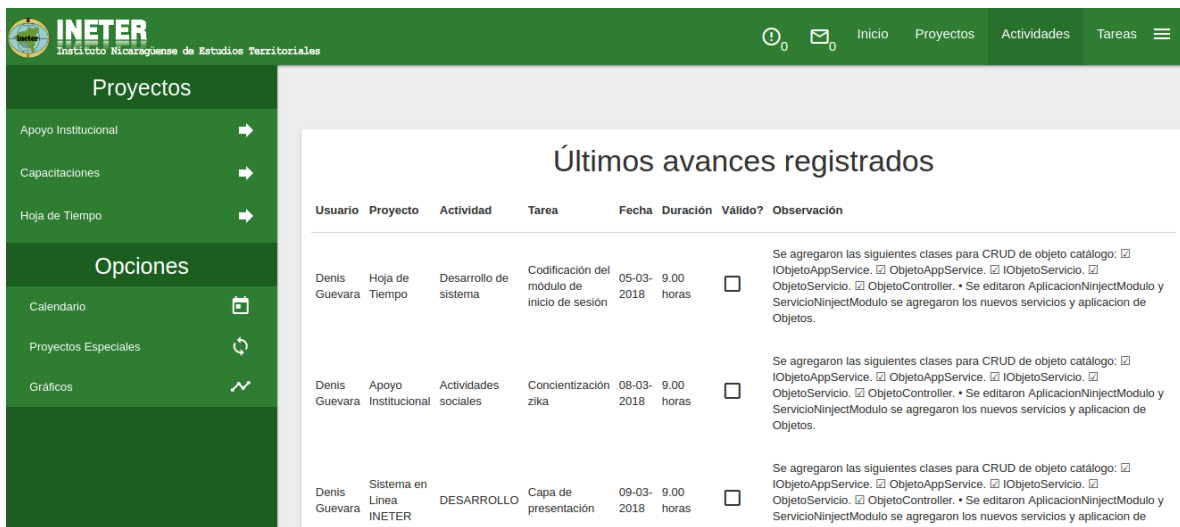 ineter
INETER
Instituto Nicaragüense de Estudios Territoriales
0
0
Inicio
Proyectos
Actividades
Tareas
Proyectos
Apoyo Institucional
Capacitaciones
Hoja de Tiempo
Opciones
Calendario
Proyectos Especiales
Gráficos
Últimos avances registrados
Usuario Proyecto Actividad Tarea Fecha Duración Válido? Observación
Denis
Guevara
Hoja de
Tiempo
Desarrollo de
sistema
Codificación del
módulo de
inicio de sesión
05-03-
2018
9.00
horas
Se agregaron las siguientes clases para CRUD de objeto catálogo: ☑
IObjetoAppService. ☑ ObjetoAppService. ☑ IObjetoServicio. ☑
ObjetoServicio. ☑ ObjetoController. • Se editaron AplicacionNinjectModulo y
ServicioNinjectModulo se agregaron los nuevos servicios y aplicacion de
Objetos.
Denis
Guevara
Apoyo
Institucional
Actividades
sociales
Concientización
zika
08-03-
2018
9.00
horas
Se agregaron las siguientes clases para CRUD de objeto catálogo: ☑
IObjetoAppService. ☑ ObjetoAppService. ☑ IObjetoServicio. ☑
ObjetoServicio. ☑ ObjetoController. • Se editaron AplicacionNinjectModulo y
ServicioNinjectModulo se agregaron los nuevos servicios y aplicacion de
Objetos.
Denis
Guevara
Sistema en
Linea
INETER
DESARROLLO
Capa de
presentación
09-03-
2018
9.00
horas
Se agregaron las siguientes clases para CRUD de objeto catálogo: ☑
IObjetoAppService. ☑ ObjetoAppService. ☑ IObjetoServicio. ☑
ObjetoServicio. ☑ ObjetoController. • Se editaron AplicacionNinjectModulo y
ServicioNinjectModulo se agregaron los nuevos servicios y aplicacion de